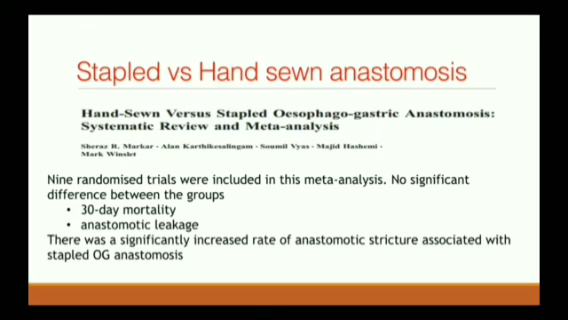 Stapled vs Hand sewn anastomosis
Hand-Sewn Versus Stapled Oesophago-gastric Anastomosis:
Systematic Review and Meta-analysis
Sheraz R. Markar · Alan Karthikesalingam · Soumil Vyas · Majid Hashemi ·
Mark Winslet
Nine randomised trials were included in this meta-analysis. No significant
difference between the groups
• 30-day mortality
• anastomotic leakage
There was a significantly increased rate of anastomotic stricture associated with
stapled OG anastomosis